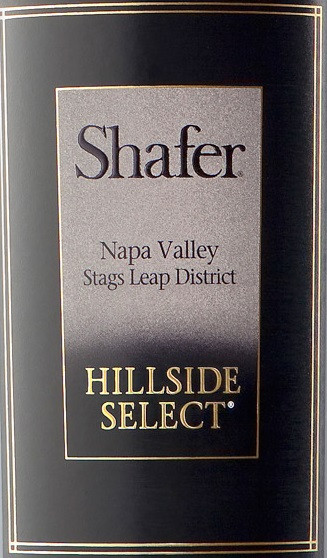 Shafer®
Napa Valley
Stags Leap District
HILLSIDE
SELECT®